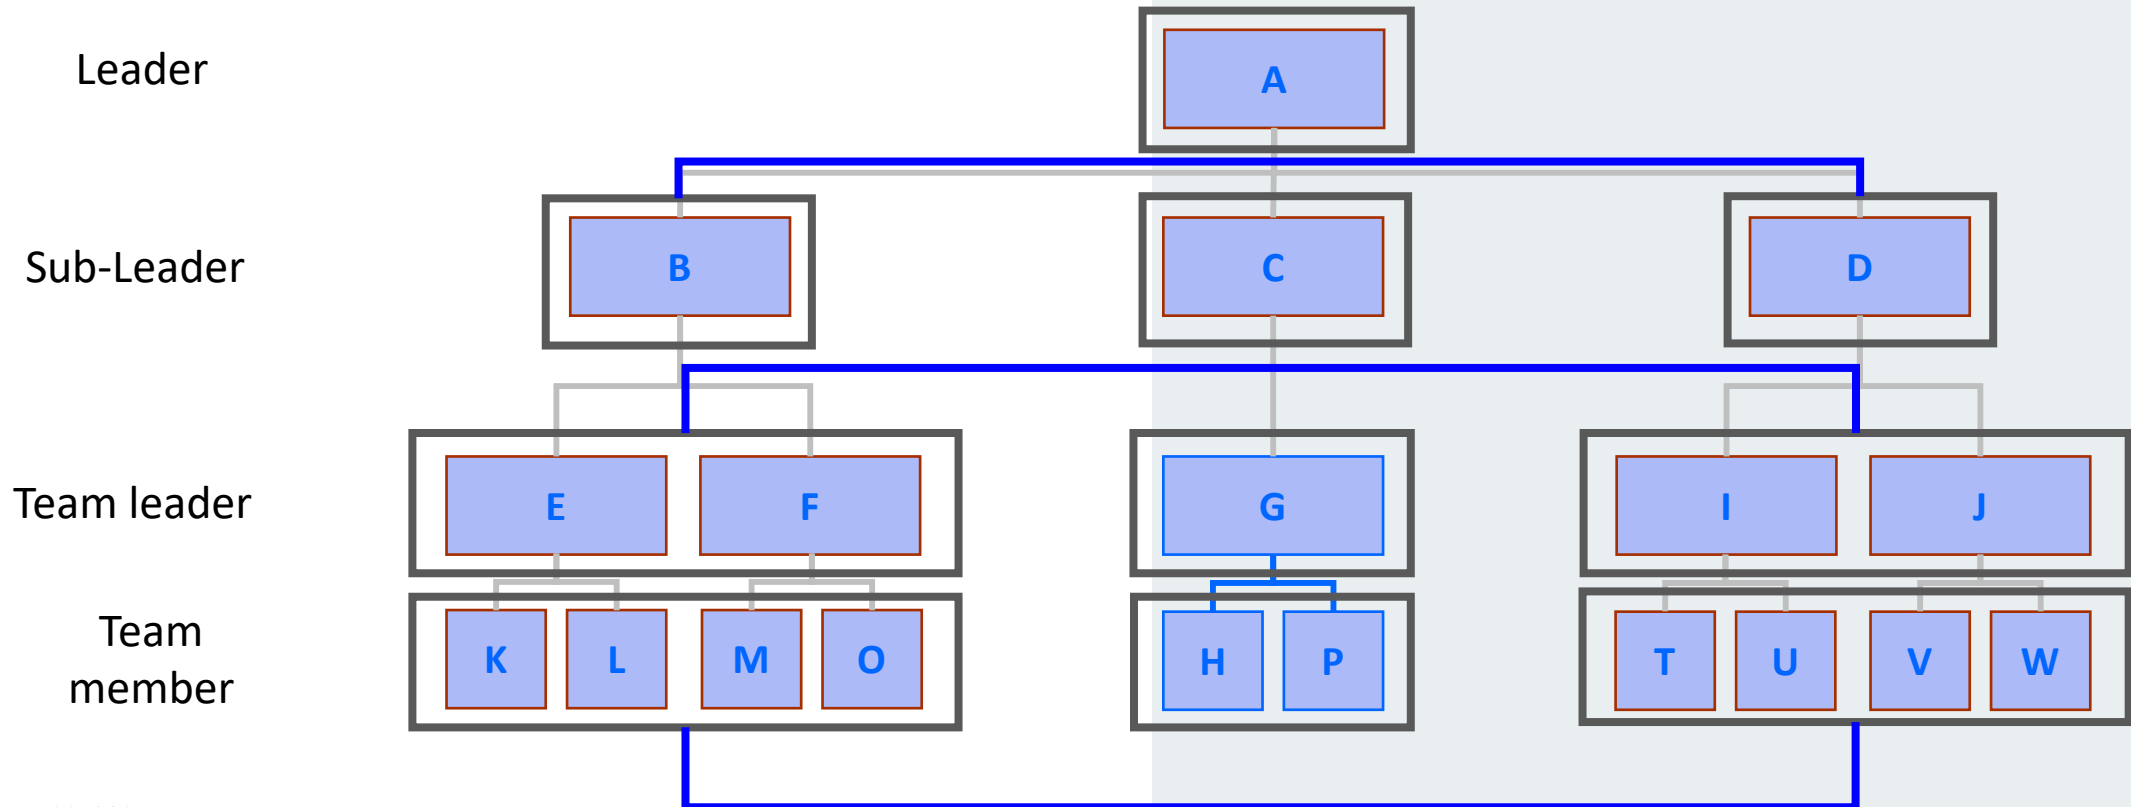 Leader
A
Sub-Leader
B C D
Team leader
E F G I J
Team
member
K L M O H P T U V W